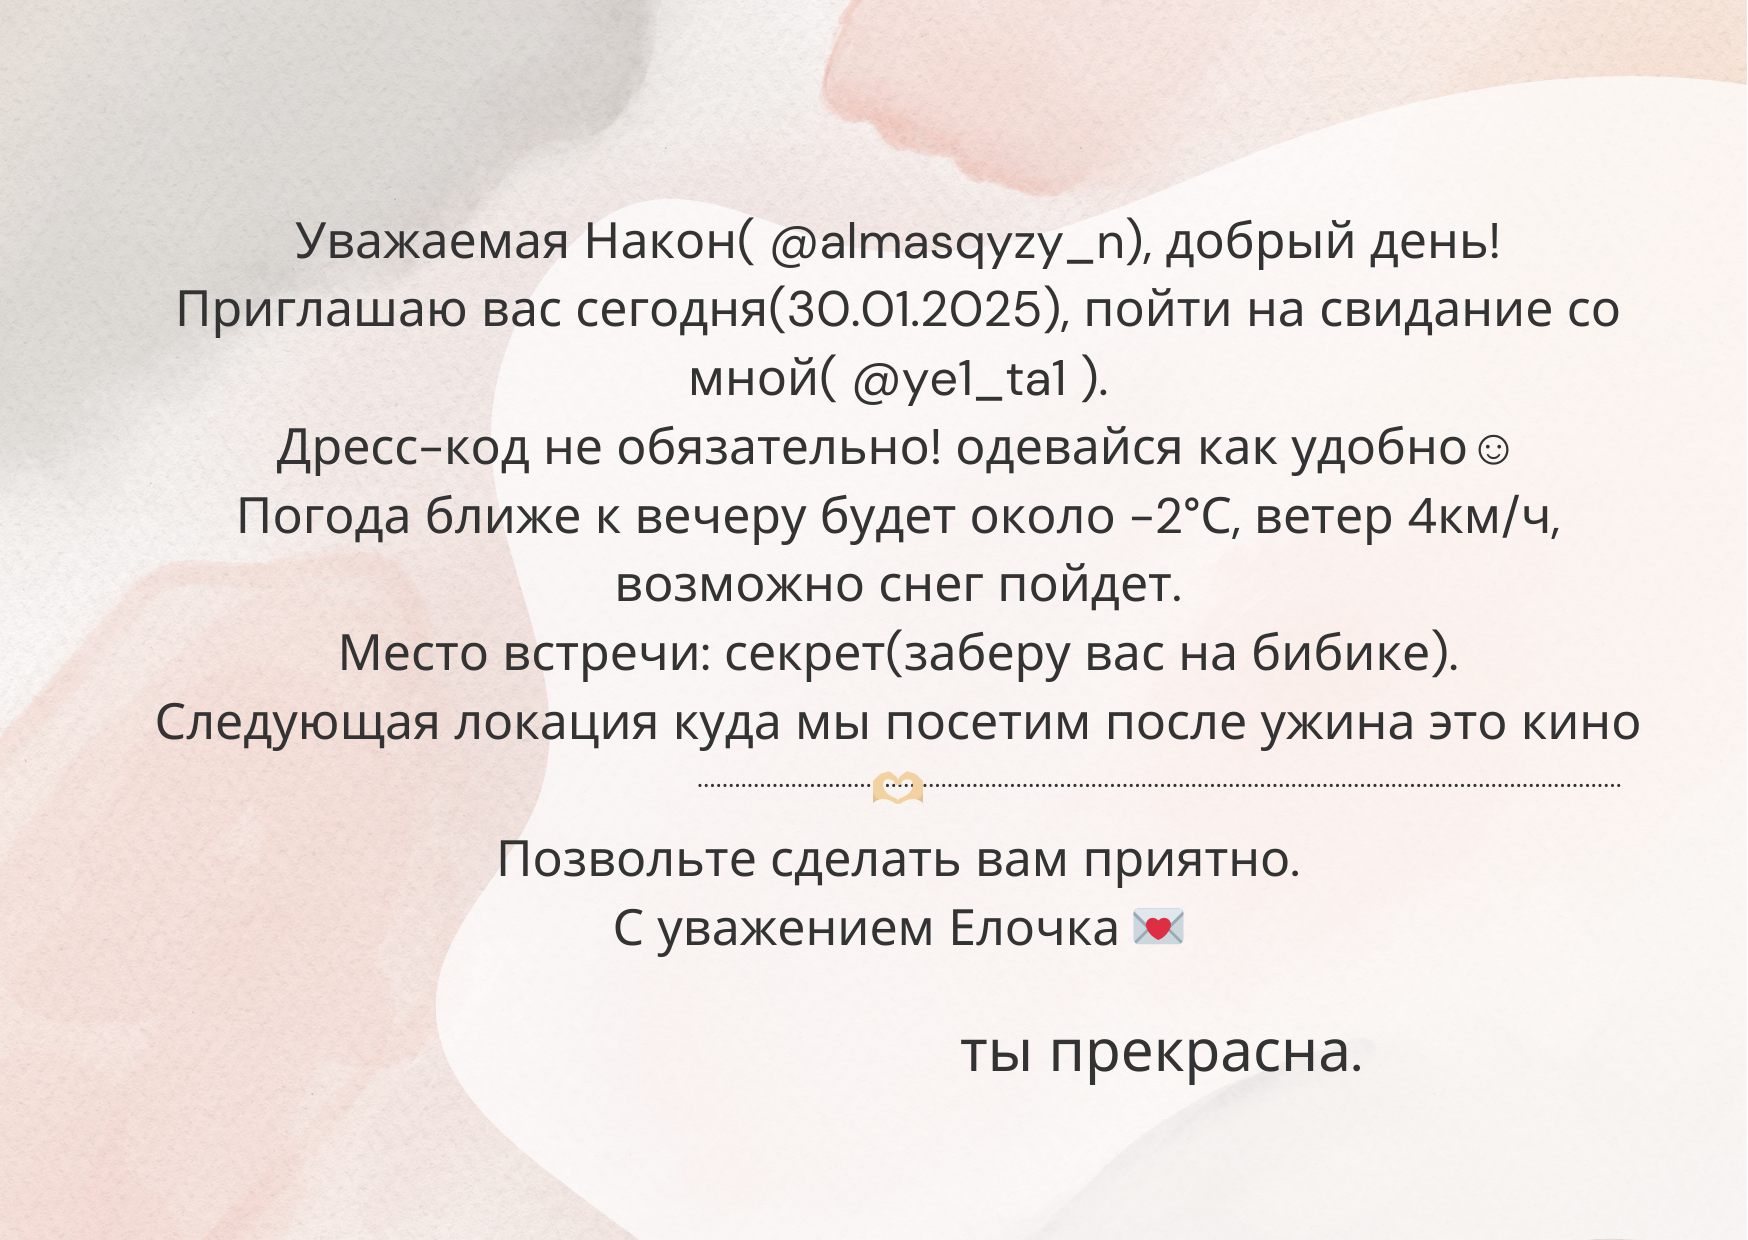 Уважаемая Након( @almasqyzy_n), добрый день!
Приглашаю вас сегодня(30.01.2025), пойти на свидание со
мной( @ye1_ta1 ).
Дресс-код не обязательно! одевайся как удобно☺
Погода ближе к вечеру будет около -2°C, ветер 4км/ч,
возможно снег пойдет.
Место встречи: секрет(заберу вас на бибике).
Следующая локация куда мы посетим после ужина это кино
🫶🏼
Позвольте сделать вам приятно.
С уважением Елочка 💌
ты прекрасна.